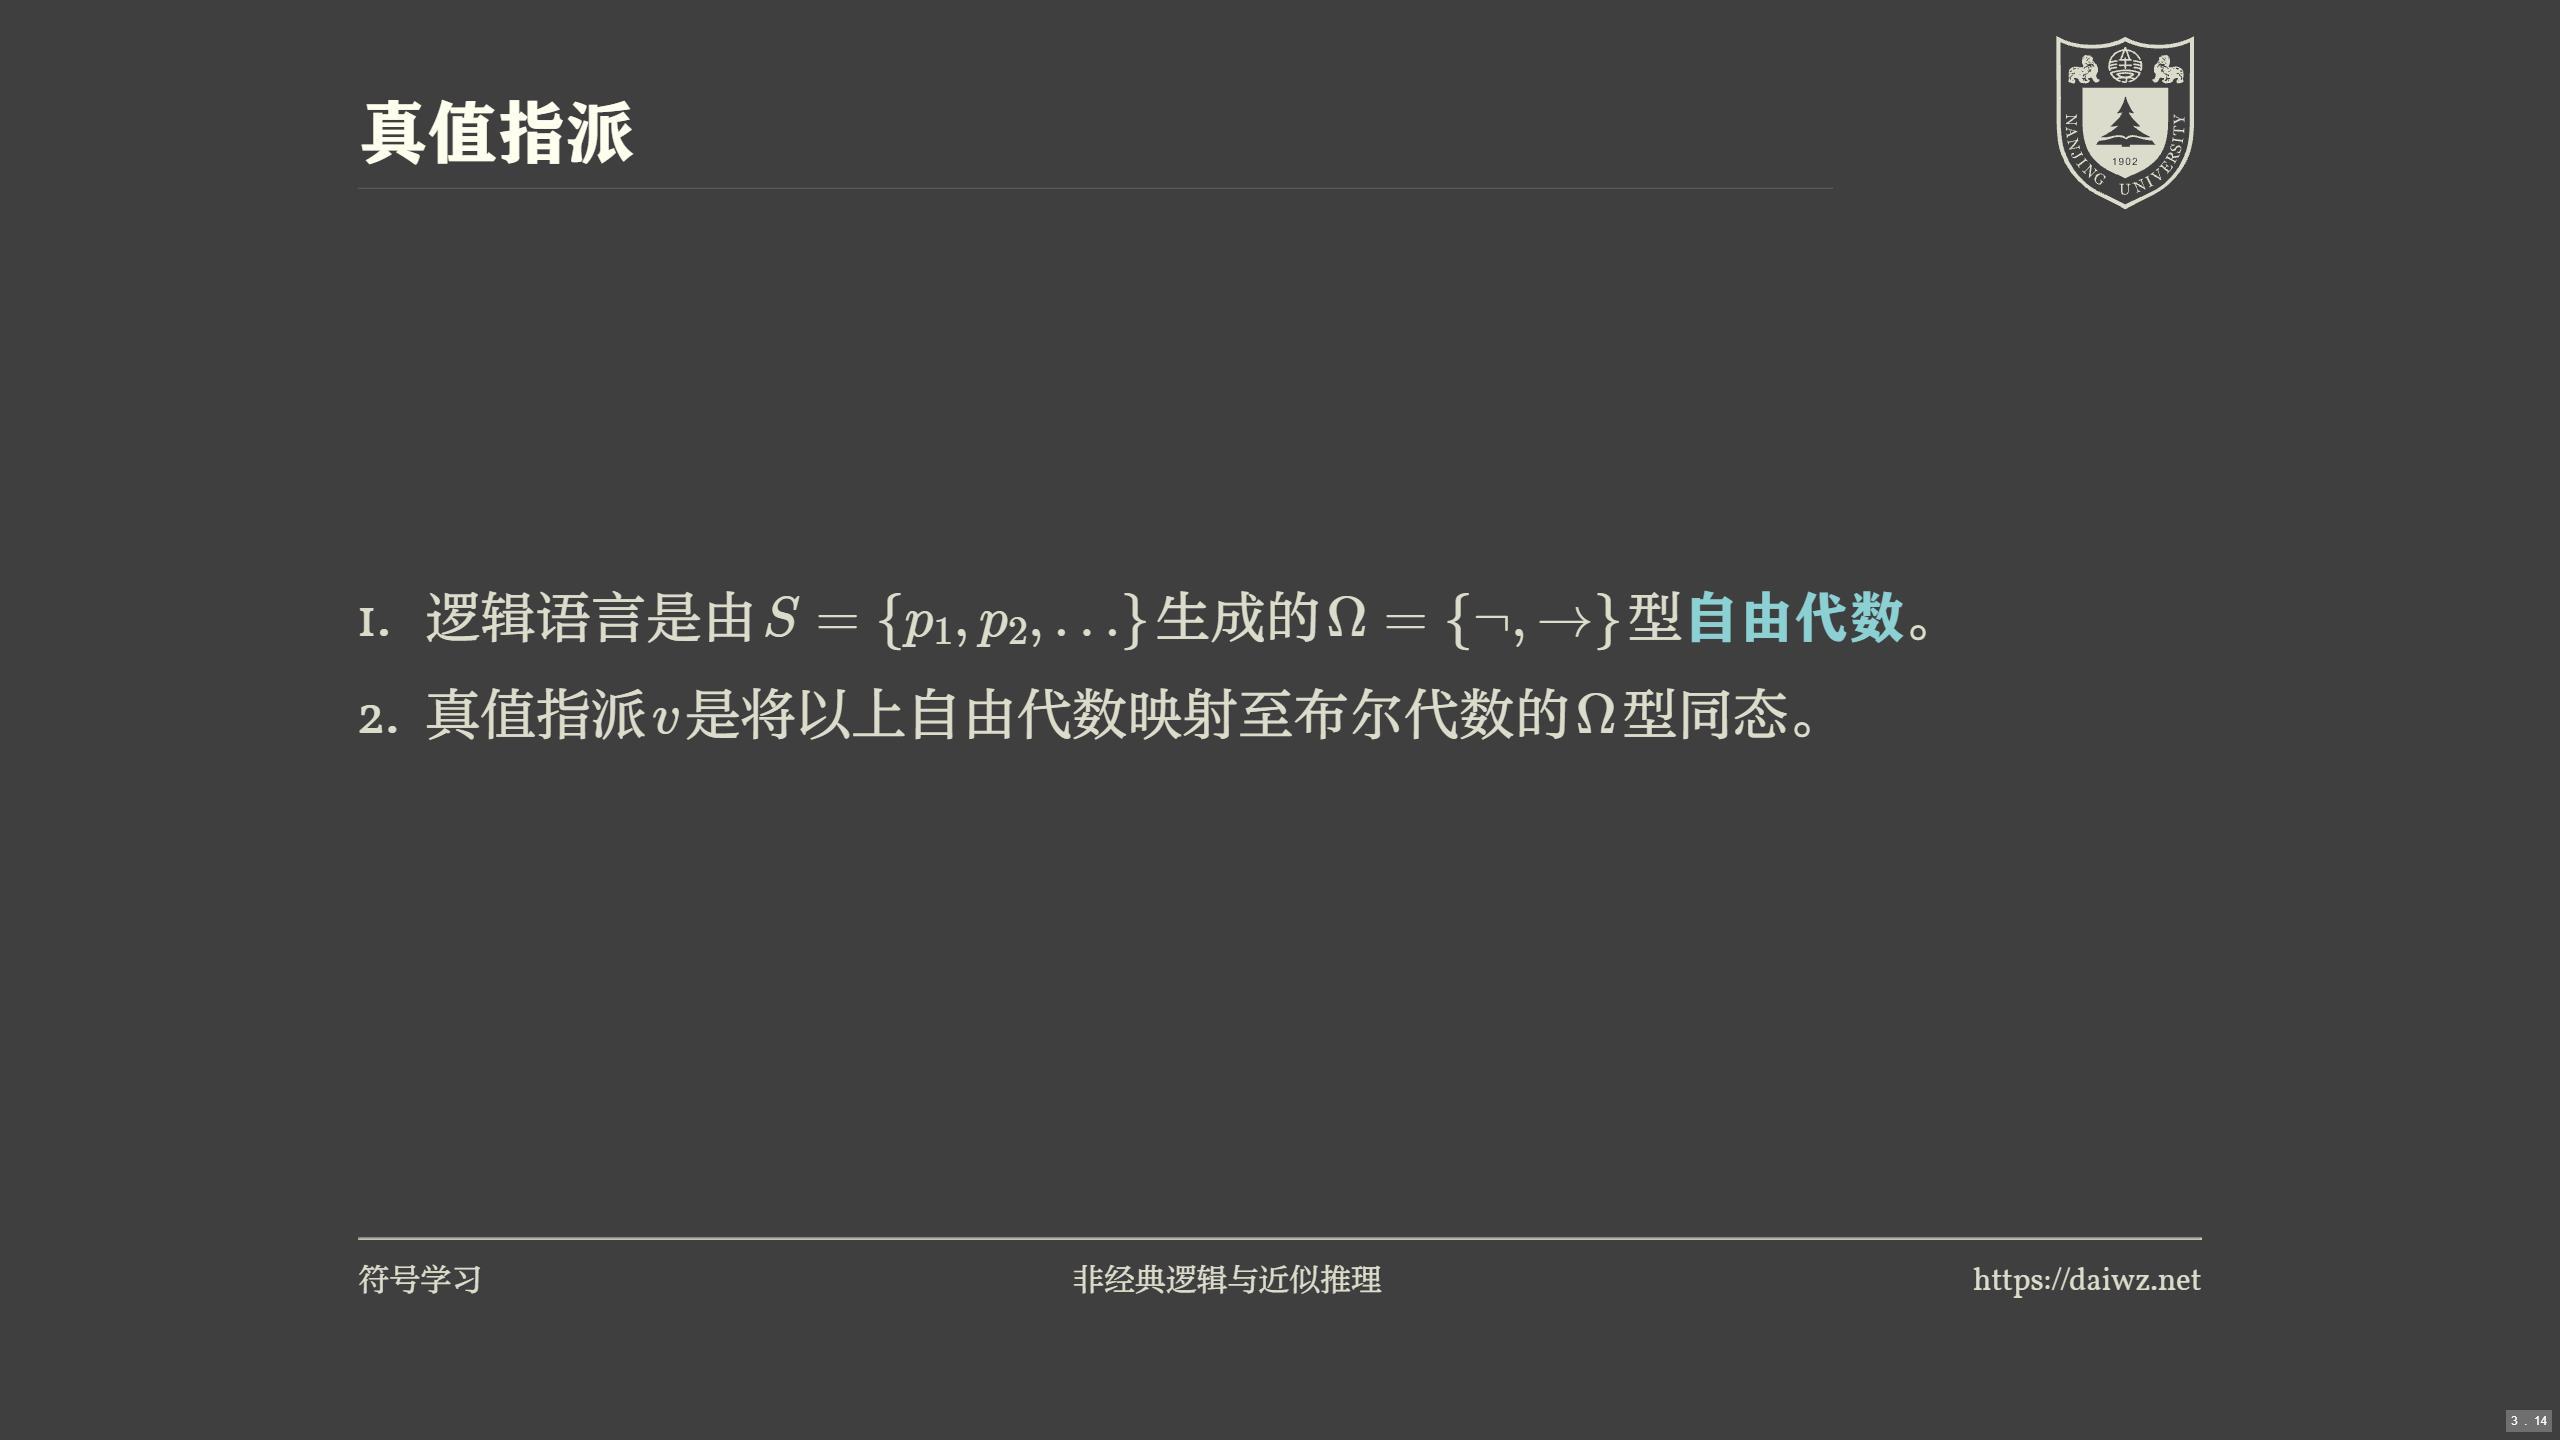 真值指派
NANJING UNIVERSITY
1902
1. 逻辑语言是由S = {p₁, p₂, …}生成的Ω = {¬, →}型自由代数。
2. 真值指派v是将以上自由代数映射至布尔代数的Ω型同态。
符号学习
非经典逻辑与近似推理
https://daiwz.net
3 . 14